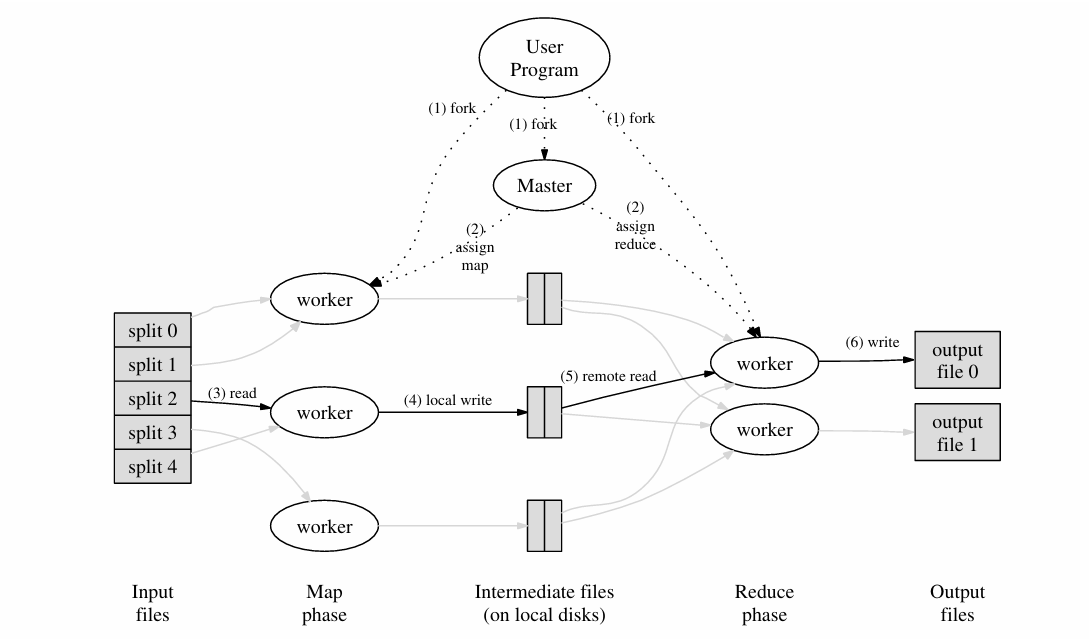 User
Program
(1) fork
(1) fork
(1) fork
Master
(2)
assign
map
(2)
assign
reduce
worker
split 0
split 1
split 2
split 3
split 4
(3) read
worker
(4) local write
(5) remote read
worker
worker
worker
(6) write
output
file 0
output
file 1
Input
files
Map
phase
Intermediate files
(on local disks)
Reduce
phase
Output
files